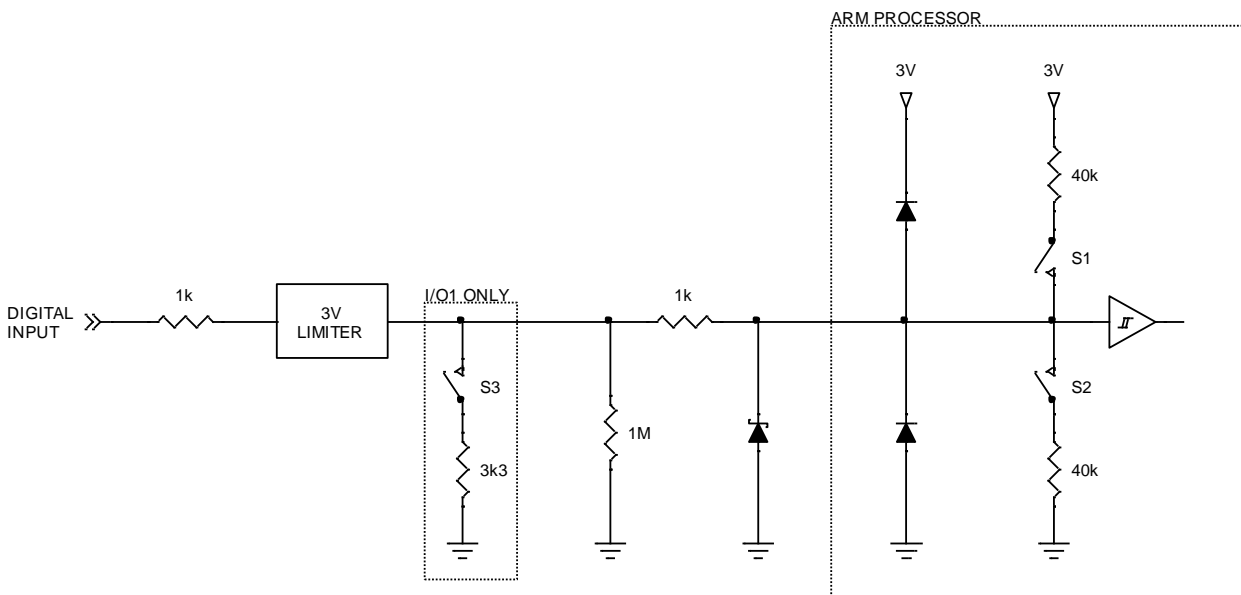 ARM PROCESSOR
3V
3V
40k
S1
1k
I/O1 ONLY
1k
DIGITAL
INPUT
3V
LIMITER
S3
S2
1M
3k3
40k